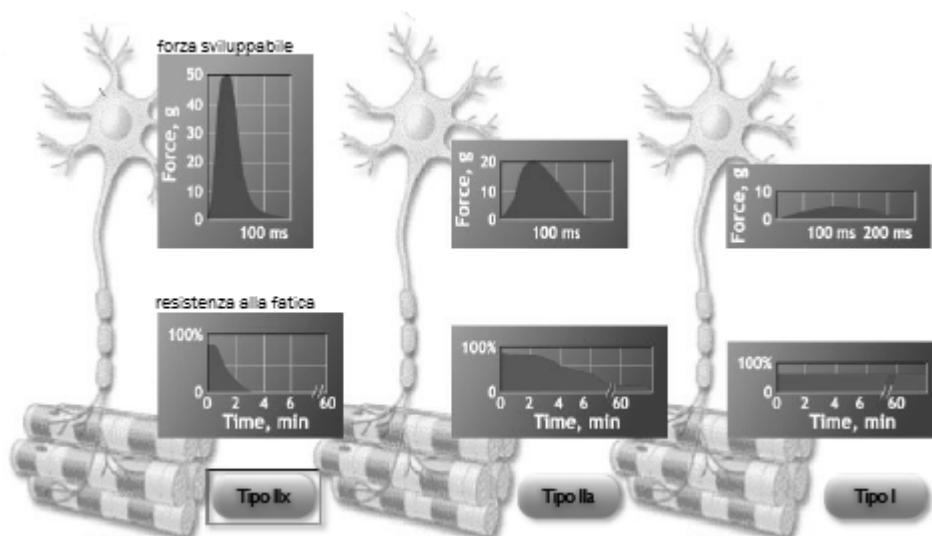 forza sviluppabile
50
40
30
20
10
0
Force, g
100 ms
20
10
0
Force, g
100 ms
10
0
Force, g
100 ms 200 ms
resistenza alla fatica
100%
0
0 2 4 6 60
Time, min
100%
0
0 2 4 6 60
Time, min
100%
0
0 2 4 6 60
Time, min
Tipo IIx
Tipo IIa
Tipo I